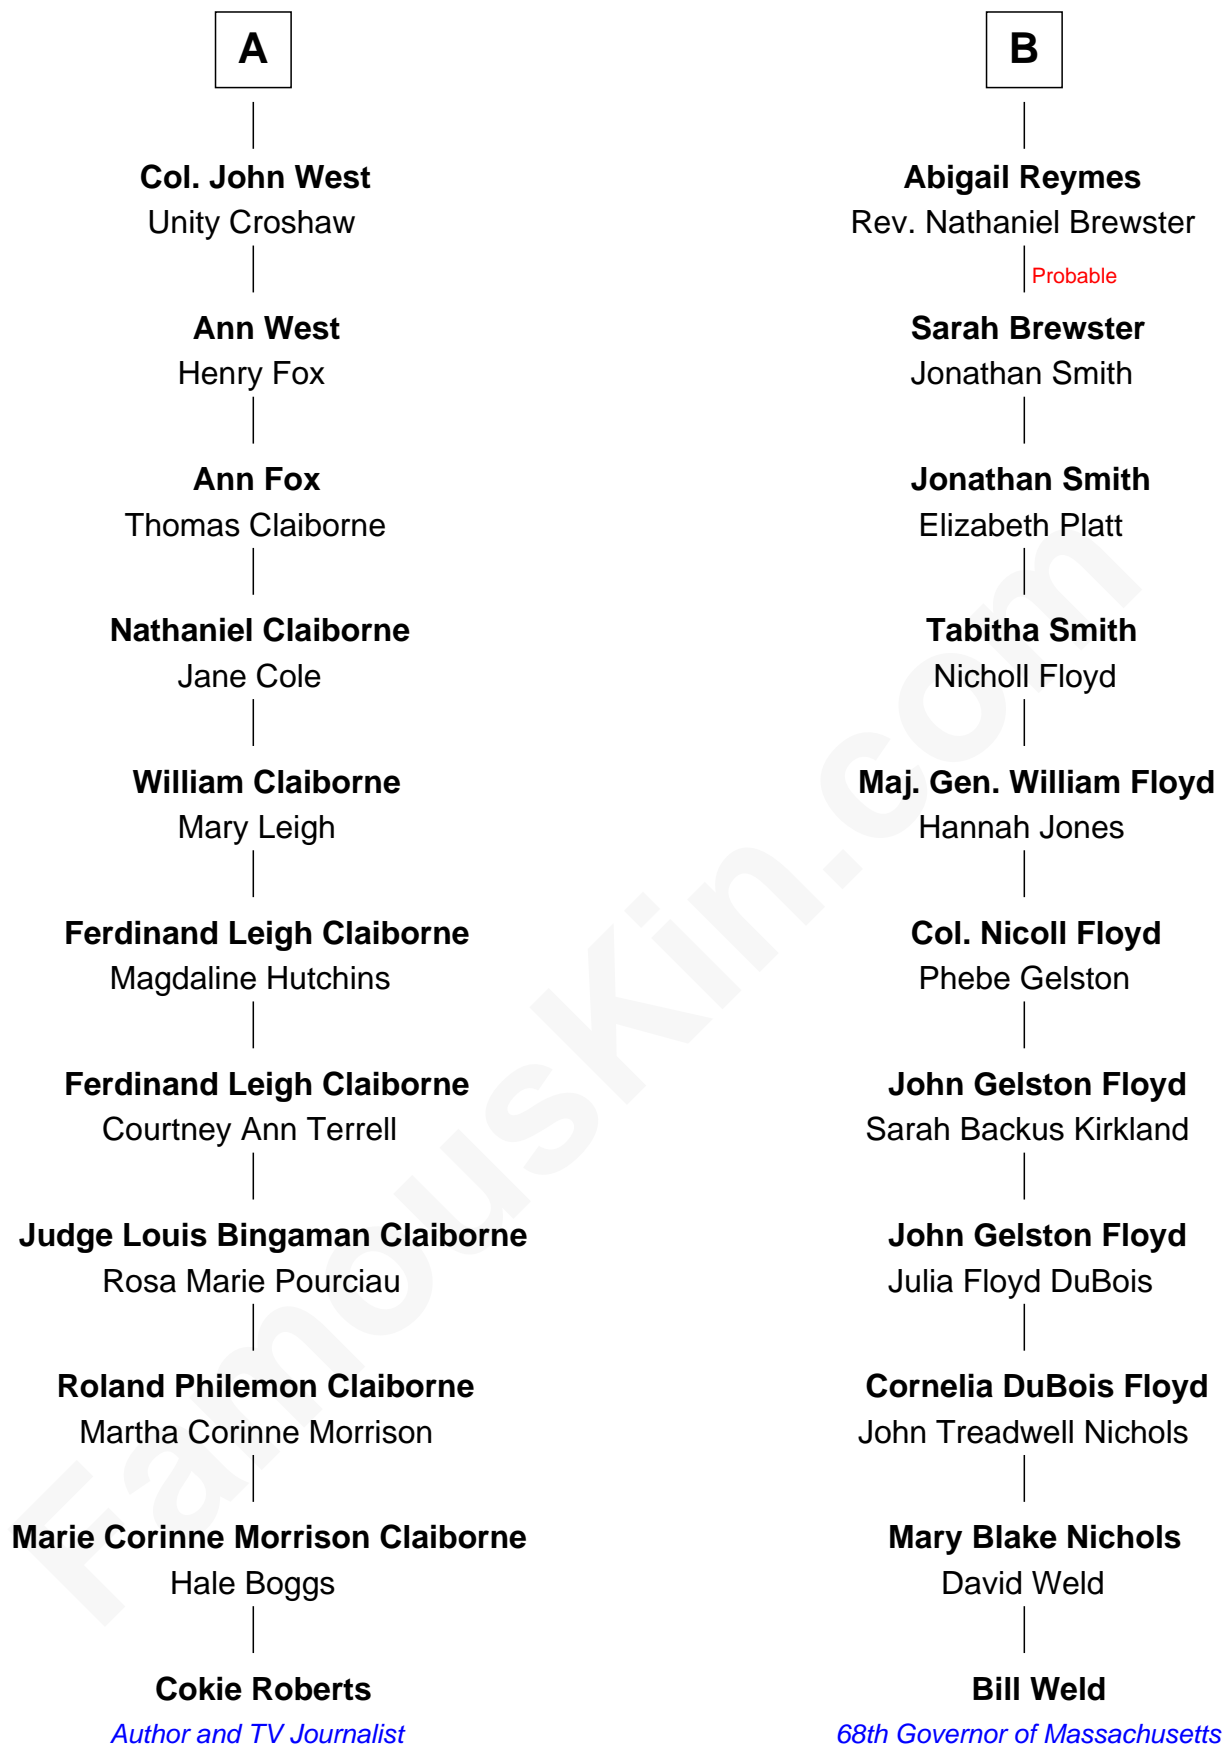 A
Col. John West
Unity Croshaw
Ann West
Henry Fox
Ann Fox
Thomas Claiborne
Nathaniel Claiborne
Jane Cole
William Claiborne
Mary Leigh
Ferdinand Leigh Claiborne
Magdaline Hutchins
Ferdinand Leigh Claiborne
Courtney Ann Terrell
Judge Louis Bingaman Claiborne
Rosa Marie Pourciau
Roland Philemon Claiborne
Martha Corinne Morrison
Marie Corinne Morrison Claiborne
Hale Boggs
Cokie Roberts
Author and TV Journalist
B
Abigail Reymes
Rev. Nathaniel Brewster
Probable
Sarah Brewster
Jonathan Smith
Jonathan Smith
Elizabeth Platt
Tabitha Smith
Nicholl Floyd
Maj. Gen. William Floyd
Hannah Jones
Col. Nicoll Floyd
Phebe Gelston
John Gelston Floyd
Sarah Backus Kirkland
John Gelston Floyd
Julia Floyd DuBois
Cornelia DuBois Floyd
John Treadwell Nichols
Mary Blake Nichols
David Weld
Bill Weld
68th Governor of Massachusetts
FamousKin.com